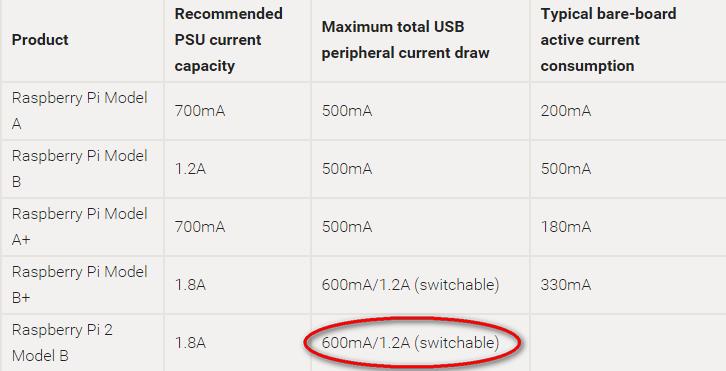 Product
Recommended
PSU current
capacity
Maximum total USB
peripheral current draw
Typical bare-board
active current
consumption
Raspberry Pi Model
A
700mA
500mA
200mA
Raspberry Pi Model
B
1.2A
500mA
500mA
Raspberry Pi Model
A+
700mA
500mA
180mA
Raspberry Pi Model
B+
1.8A
600mA/1.2A (switchable)
330mA
Raspberry Pi 2
Model B
1.8A
600mA/1.2A (switchable)